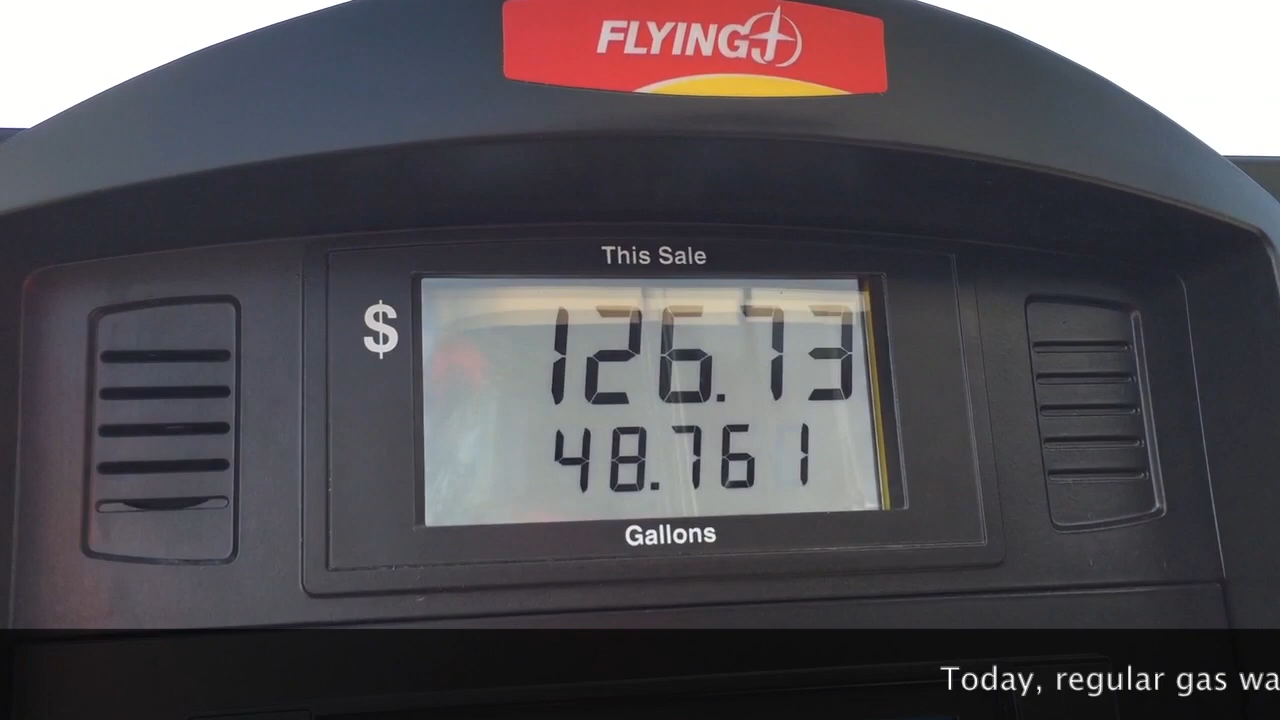 FLYING J
This Sale
$ 126.73
48.761
Gallons
Today, regular gas wa